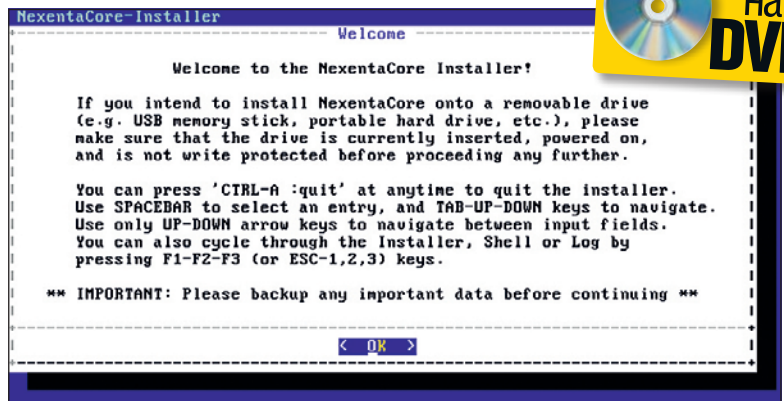 NexentaCore-Installer
Welcome
Welcome to the NexentaCore Installer!
If you intend to install NexentaCore onto a removable drive
(e.g. USB memory stick, portable hard drive, etc.), please
make sure that the drive is currently inserted, powered on,
and is not write protected before proceeding any further.
You can press 'CTRL-A :quit' at anytime to quit the installer.
Use SPACEBAR to select an entry, and TAB-UP-DOWN keys to navigate.
Use only UP-DOWN arrow keys to navigate between input fields.
You can also cycle through the Installer, Shell or Log by
pressing F1-F2-F3 (or ESC-1,2,3) keys.
** IMPORTANT: Please backup any important data before continuing **
< OK >